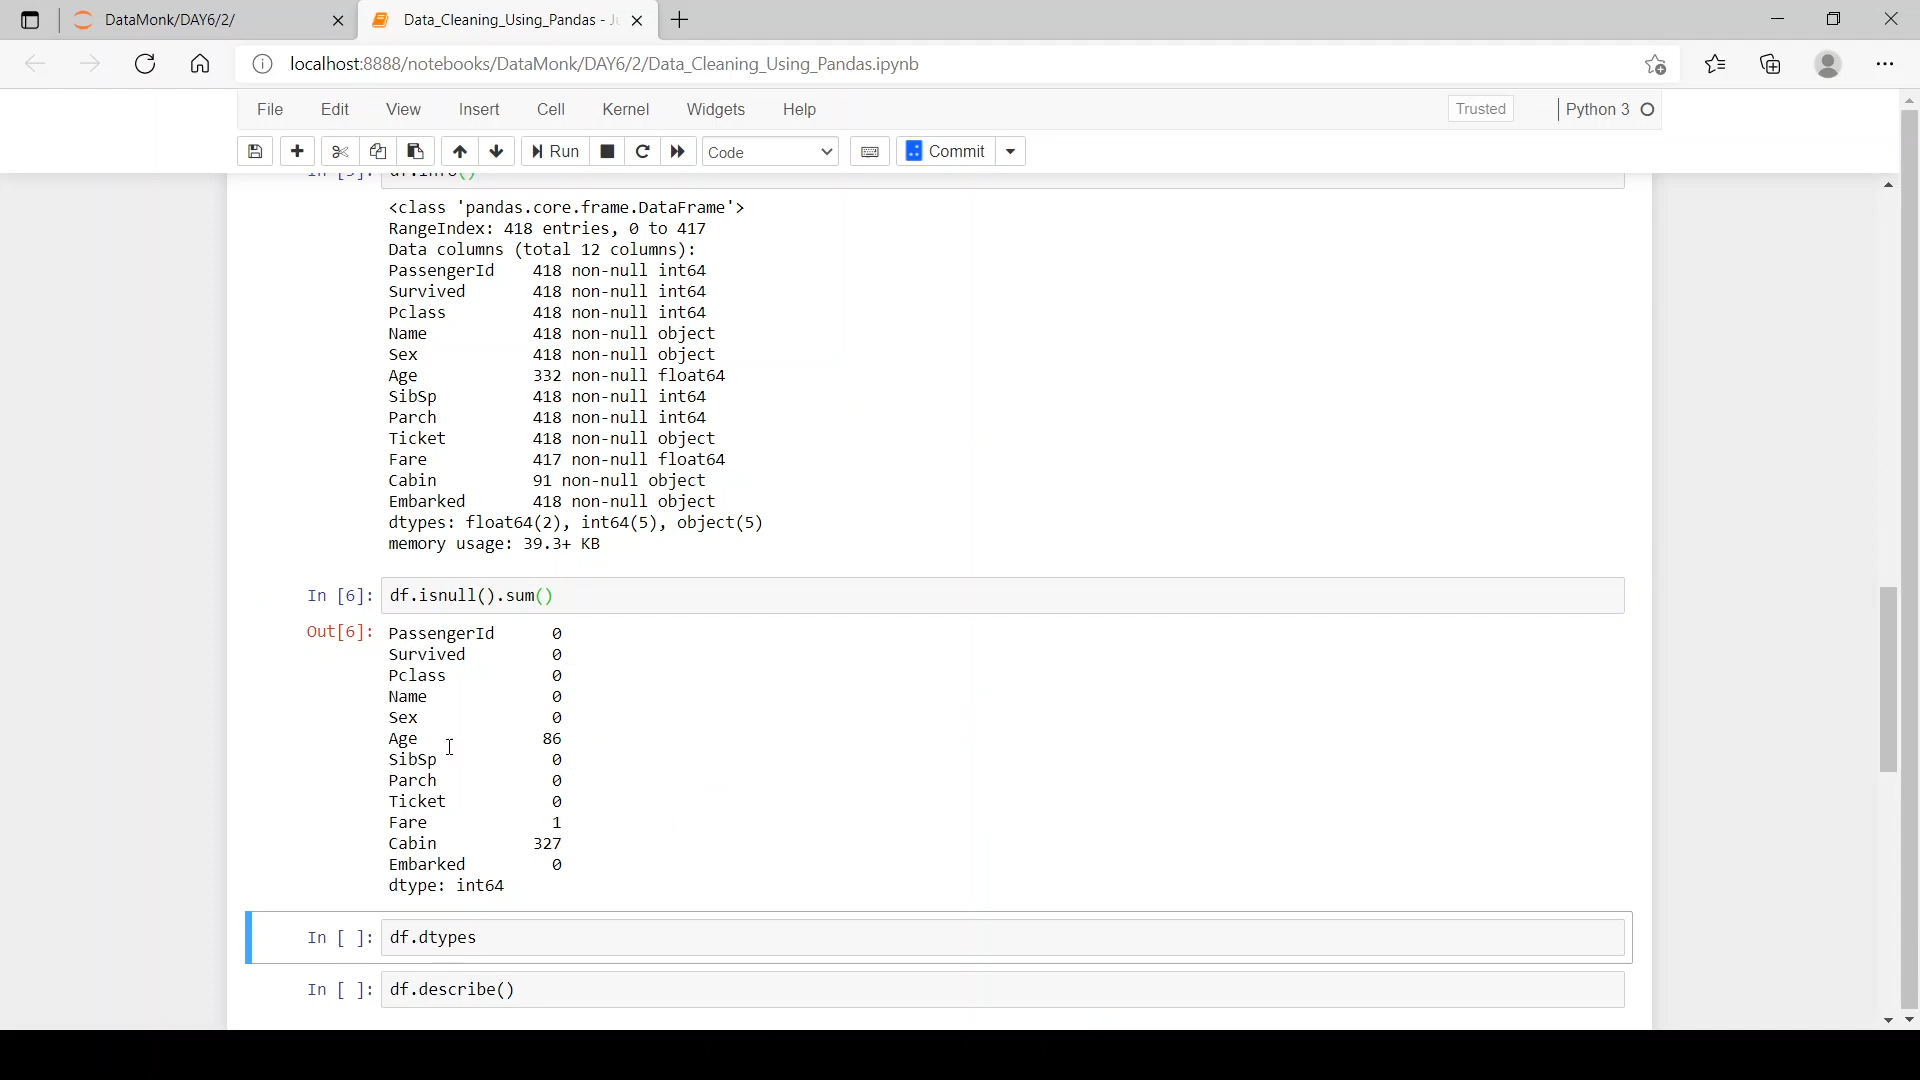 DataMonk/DAY6/2/
Data_Cleaning_Using_Pandas - Ju
localhost:8888/notebooks/DataMonk/DAY6/2/Data_Cleaning_Using_Pandas.ipynb
File Edit View Insert Cell Kernel Widgets Help Trusted Python 3
Run Code Commit
In [5]: df.info()
<class 'pandas.core.frame.DataFrame'>
RangeIndex: 418 entries, 0 to 417
Data columns (total 12 columns):
PassengerId 418 non-null int64
Survived 418 non-null int64
Pclass 418 non-null int64
Name 418 non-null object
Sex 418 non-null object
Age 332 non-null float64
SibSp 418 non-null int64
Parch 418 non-null int64
Ticket 418 non-null object
Fare 417 non-null float64
Cabin 91 non-null object
Embarked 418 non-null object
dtypes: float64(2), int64(5), object(5)
memory usage: 39.3+ KB
In [6]: df.isnull().sum()
Out[6]: PassengerId 0
Survived 0
Pclass 0
Name 0
Sex 0
Age 86
SibSp 0
Parch 0
Ticket 0
Fare 1
Cabin 327
Embarked 0
dtype: int64
In [ ]: df.dtypes
In [ ]: df.describe()